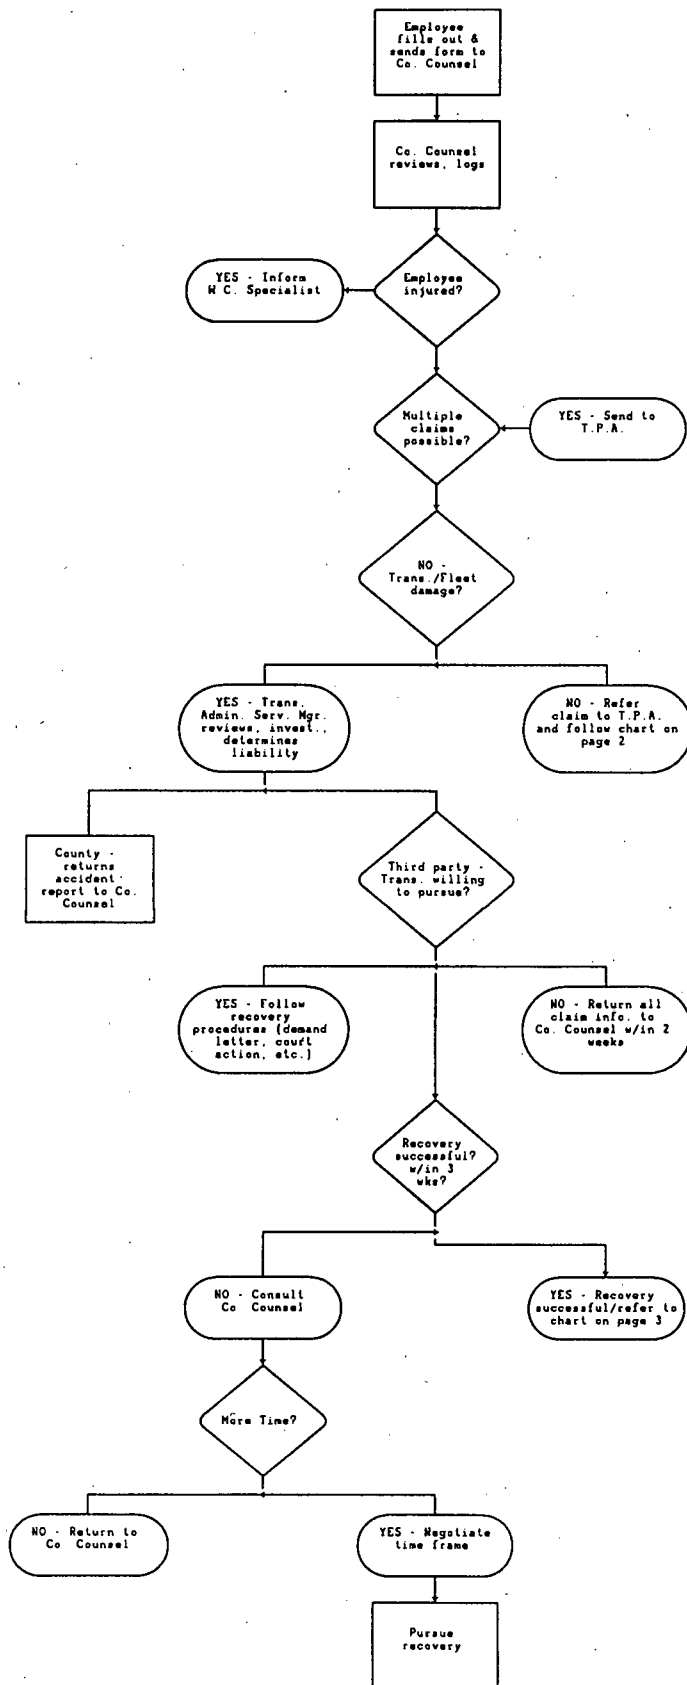 Employee
fills out &
sends form to
Co. Counsel
Co. Counsel
reviews, logs
YES - Inform
W C. Specialist
Employee
injured?
Multiple
claims
possible?
YES - Send to
T.P.A.
NO -
Trans./Fleet
damage?
YES - Trans.
Admin. Serv. Mgr.
reviews, invest.,
determines
liability
NO - Refer
claim to T.P.A.
and follow chart on
page 2
County -
returns
accident
report to Co.
Counsel
Third party -
Trans. willing
to pursue?
YES - Follow
recovery
procedures (demand
letter, court
action, etc.)
NO - Return all
claim info. to
Co. Counsel w/in 2
weeks
Recovery
successful?
w/in 3
wks?
NO - Consult
Co Counsel
YES - Recovery
successful/refer to
chart on page 3
More Time?
NO - Return to
Co Counsel
YES - Negotiate
time frame
Pursue
recovery